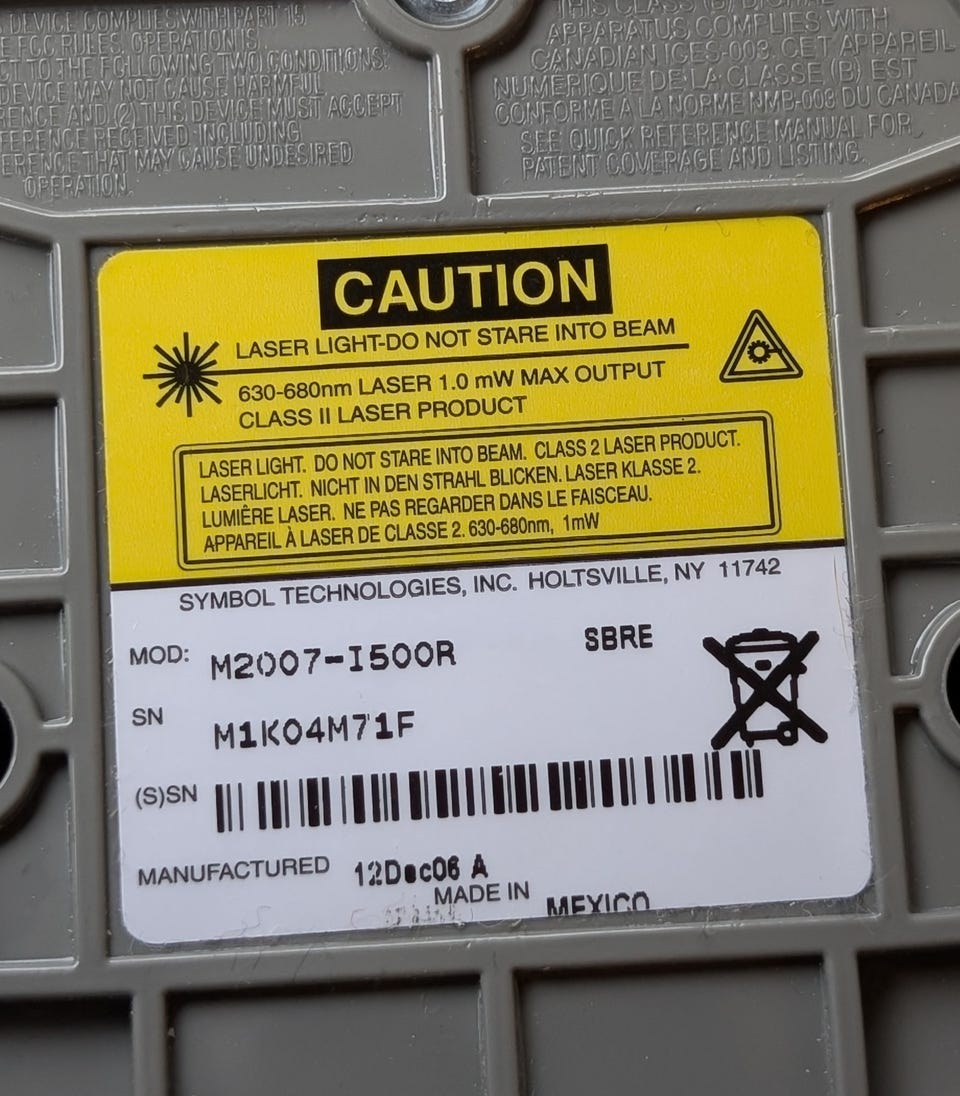 DEVICE COMPLIES WITH PART 15
FCC RULES. OPERATION IS
TO THE FOLLOWING TWO CONDITIONS:
DEVICE MAY NOT CAUSE HARMFUL
AND (2) THIS DEVICE MUST ACCEPT
RECEIVED INCLUDING
THAT MAY CAUSE UNDESIRED
OPERATION.
THIS CLASS (B) DIGITAL
APPARATUS COMPLIES WITH
CANADIAN ICES-003. CET APPAREIL
NUMERIQUE DE LA CLASSE (B) EST
CONFORME A LA NORME NMB-003 DU CANADA
SEE QUICK REFERENCE MANUAL FOR
PATENT COVERAGE AND LISTING.
CAUTION
LASER LIGHT-DO NOT STARE INTO BEAM
630-680nm LASER 1.0 mW MAX OUTPUT
CLASS II LASER PRODUCT
LASER LIGHT. DO NOT STARE INTO BEAM. CLASS 2 LASER PRODUCT.
LASERLICHT. NICHT IN DEN STRAHL BLICKEN. LASER KLASSE 2.
LUMIÈRE LASER. NE PAS REGARDER DANS LE FAISCEAU.
APPAREIL À LASER DE CLASSE 2. 630-680nm, 1mW
SYMBOL TECHNOLOGIES, INC. HOLTSVILLE, NY 11742
MOD: M2007-I500R SBRE
SN M1K04M71F
(S)SN
MANUFACTURED 12Dec06 A
MADE IN MEXICO